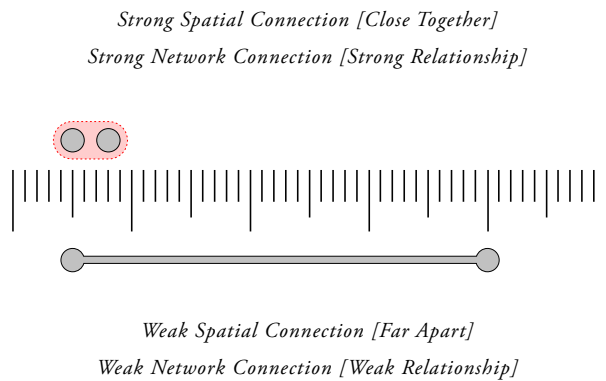 Strong Spatial Connection [Close Together]
Strong Network Connection [Strong Relationship]
Weak Spatial Connection [Far Apart]
Weak Network Connection [Weak Relationship]